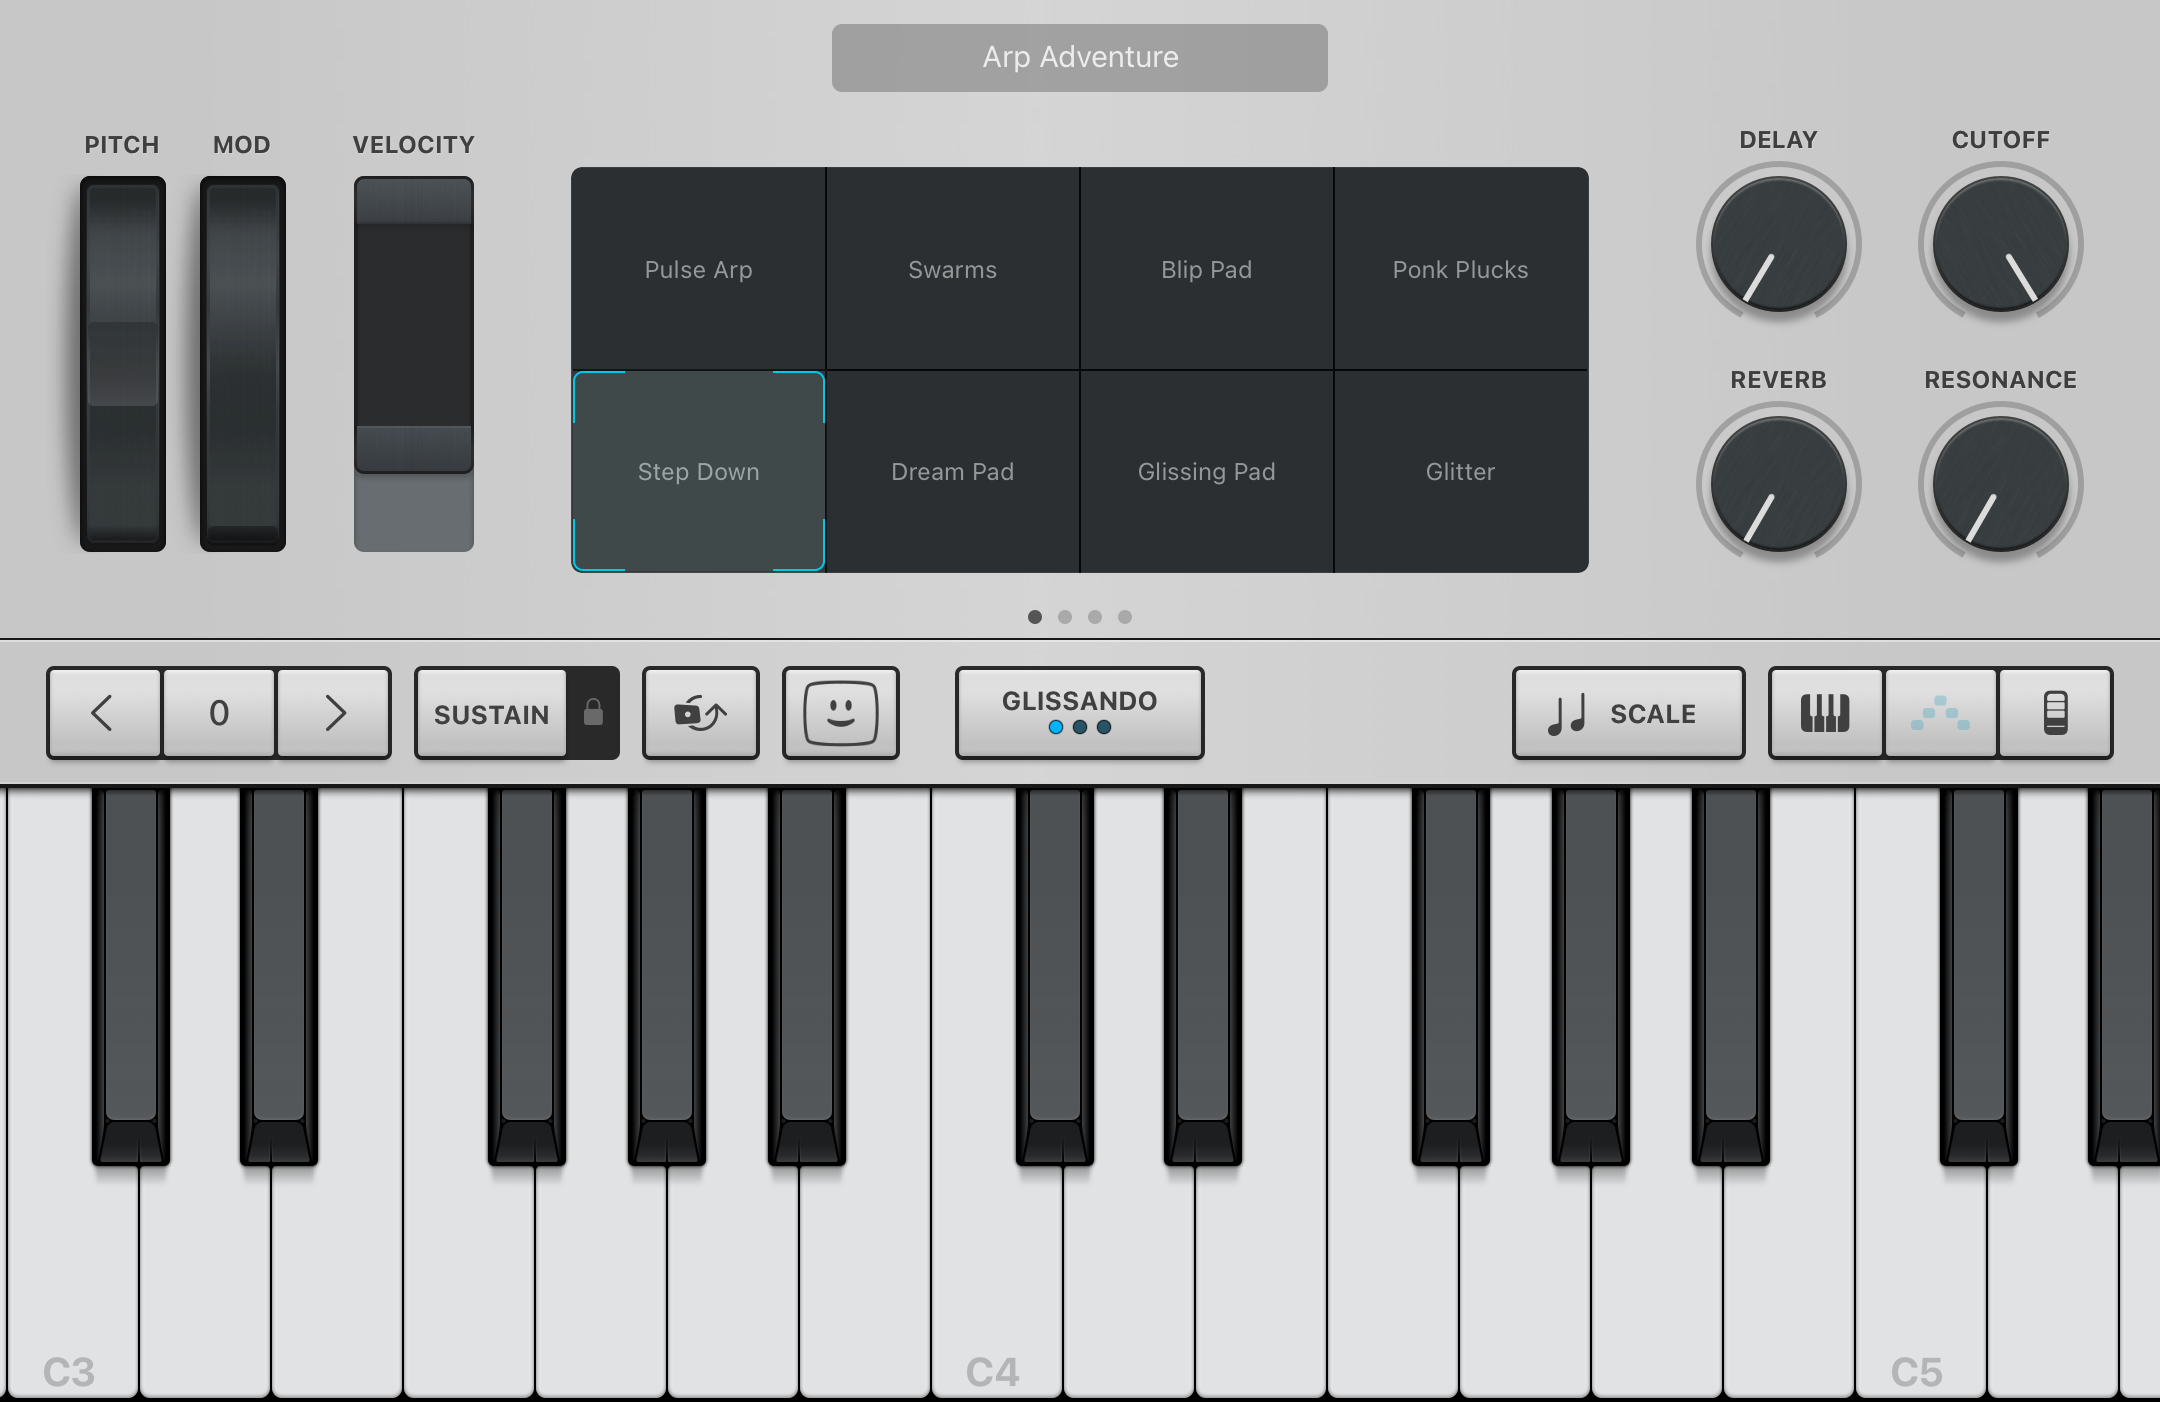 Arp Adventure
PITCH MOD VELOCITY
DELAY CUTOFF
Pulse Arp Swarms Blip Pad Ponk Plucks
REVERB RESONANCE
Step Down Dream Pad Glissing Pad Glitter
0 SUSTAIN GLISSANDO SCALE
C3 C4 C5